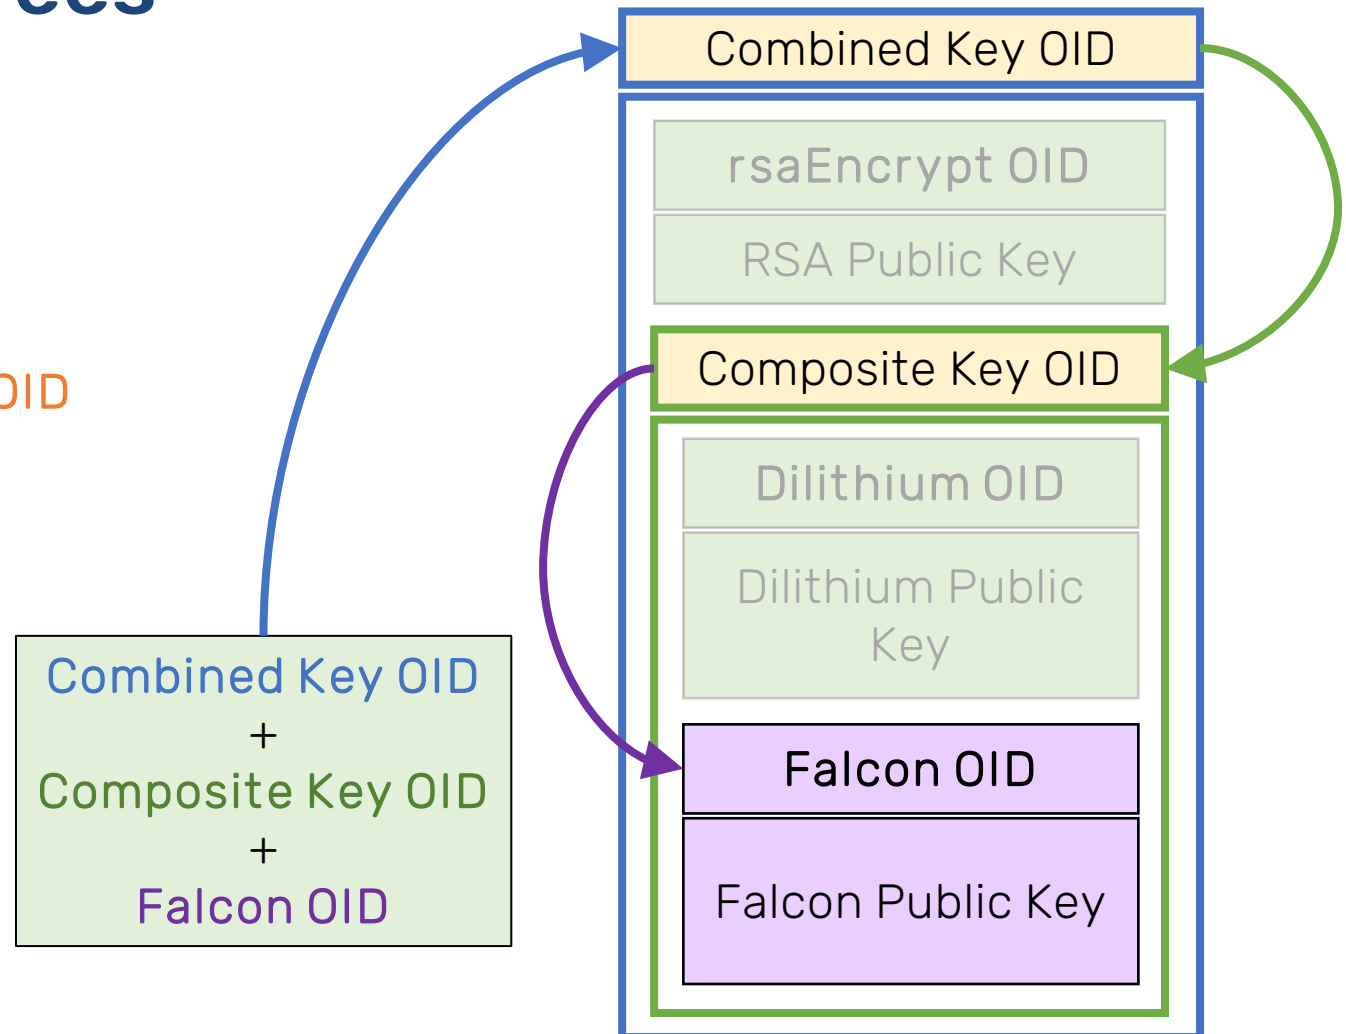 Combined Key OID
rsaEncrypt OID
RSA Public Key
Composite Key OID
OID
Dilithium OID
Dilithium Public
Key
Combined Key OID
+
Composite Key OID
+
Falcon OID
Falcon OID
Falcon Public Key